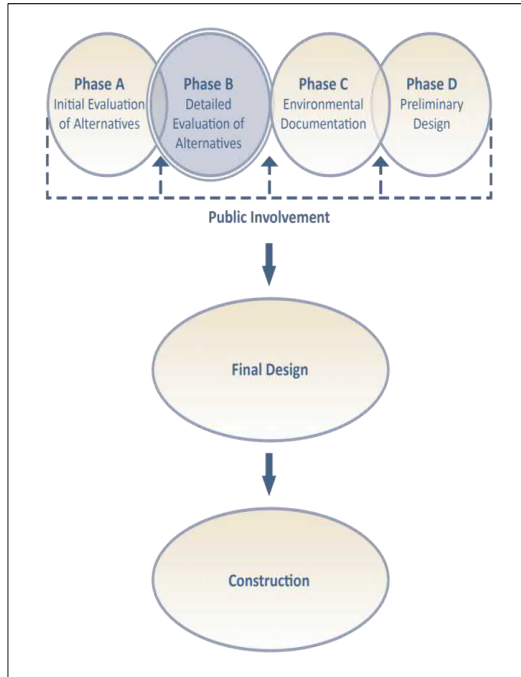 Phase A
Initial Evaluation
of Alternatives
Phase B
Detailed
Evaluation of
Alternatives
Phase C
Environmental
Documentation
Phase D
Preliminary
Design
Public Involvement
Final Design
Construction